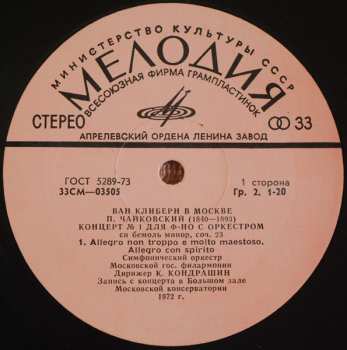 МИНИСТЕРСТВО КУЛЬТУРЫ СССР
МЕЛОДИЯ
ВСЕСОЮЗНАЯ ФИРМА ГРАМПЛАСТИНОК
СТЕРЕО
33
АПРЕЛЕВСКИЙ ОРДЕНА ЛЕНИНА ЗАВОД
ГОСТ 5289-73
33СМ—03505
1 сторона
Гр. 2. 1-20
ВАН КЛИБЕРН В МОСКВЕ
П. ЧАЙКОВСКИЙ (1840—1893)
КОНЦЕРТ № 1 ДЛЯ Ф-НО С ОРКЕСТРОМ
си бемоль минор, соч. 23
1. Allegro non troppo e molto maestoso.
Allegro con spirito
Симфонический оркестр
Московской гос. филармонии
Дирижер К. КОНДРАШИН
Запись с концерта в Большом зале
Московской консерватории
1972 г.